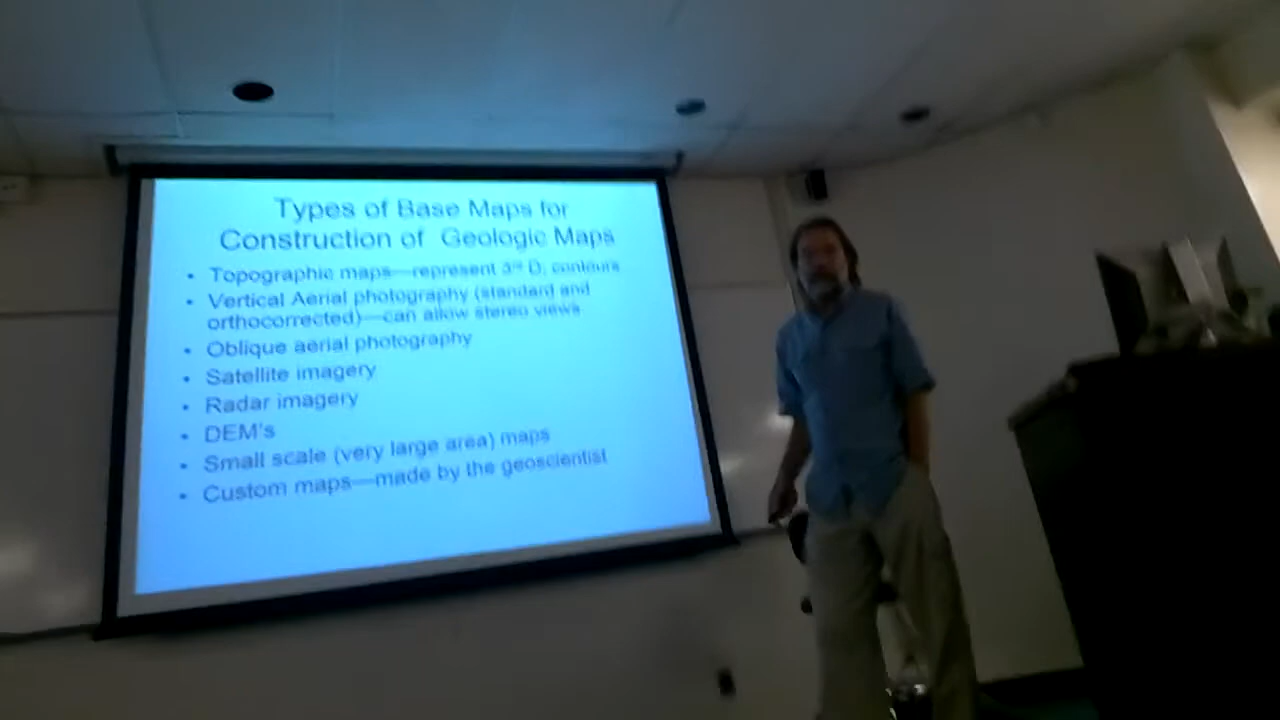 Types of Base Maps for
Construction of Geologic Maps
• Topographic maps—represent 3rd D, contours
• Vertical Aerial photography (standard and
orthocorrected)—can allow stereo views
• Oblique aerial photography
• Satellite imagery
• Radar imagery
• DEM's
• Small scale (very large area) maps
• Custom maps—made by the geoscientist